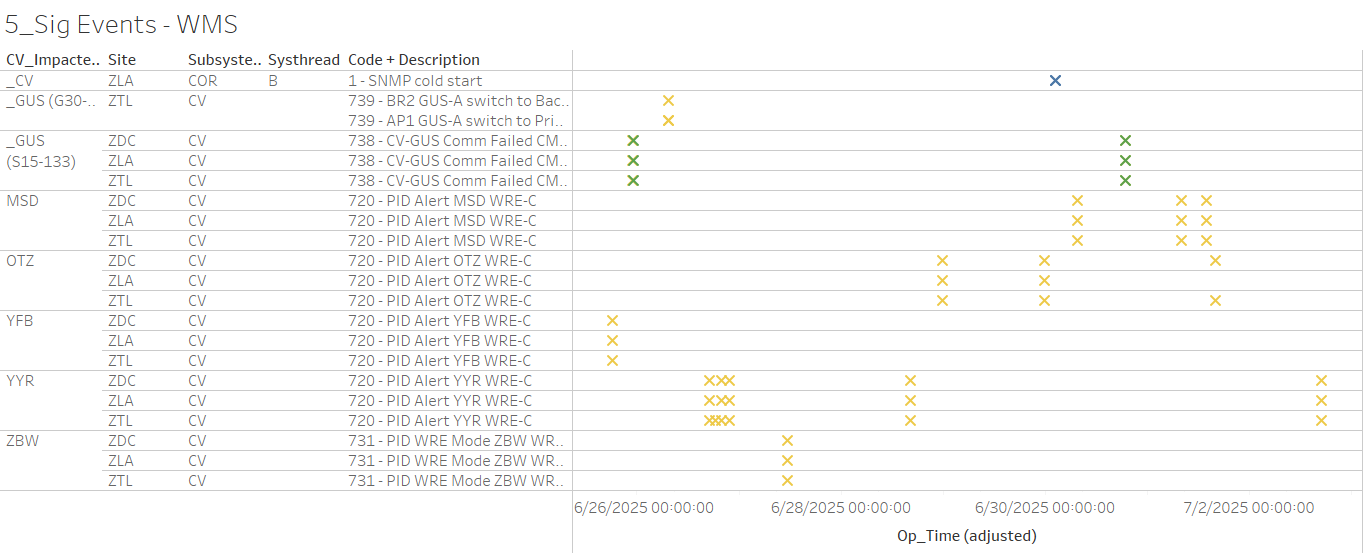 5_Sig Events - WMS
CV_Impacte.. Site Subsyste.. Systhread Code + Description
_CV ZLA COR B 1 - SNMP cold start
_GUS (G30-.. ZTL CV 739 - BR2 GUS-A switch to Bac..
739 - AP1 GUS-A switch to Pri..
_GUS ZDC CV 738 - CV-GUS Comm Failed CM..
(S15-133) ZLA CV 738 - CV-GUS Comm Failed CM..
ZTL CV 738 - CV-GUS Comm Failed CM..
MSD ZDC CV 720 - PID Alert MSD WRE-C
ZLA CV 720 - PID Alert MSD WRE-C
ZTL CV 720 - PID Alert MSD WRE-C
OTZ ZDC CV 720 - PID Alert OTZ WRE-C
ZLA CV 720 - PID Alert OTZ WRE-C
ZTL CV 720 - PID Alert OTZ WRE-C
YFB ZDC CV 720 - PID Alert YFB WRE-C
ZLA CV 720 - PID Alert YFB WRE-C
ZTL CV 720 - PID Alert YFB WRE-C
YYR ZDC CV 720 - PID Alert YYR WRE-C
ZLA CV 720 - PID Alert YYR WRE-C
ZTL CV 720 - PID Alert YYR WRE-C
ZBW ZDC CV 731 - PID WRE Mode ZBW WR..
ZLA CV 731 - PID WRE Mode ZBW WR..
ZTL CV 731 - PID WRE Mode ZBW WR..
6/26/2025 00:00:00 6/28/2025 00:00:00 6/30/2025 00:00:00 7/2/2025 00:00:00
Op_Time (adjusted)